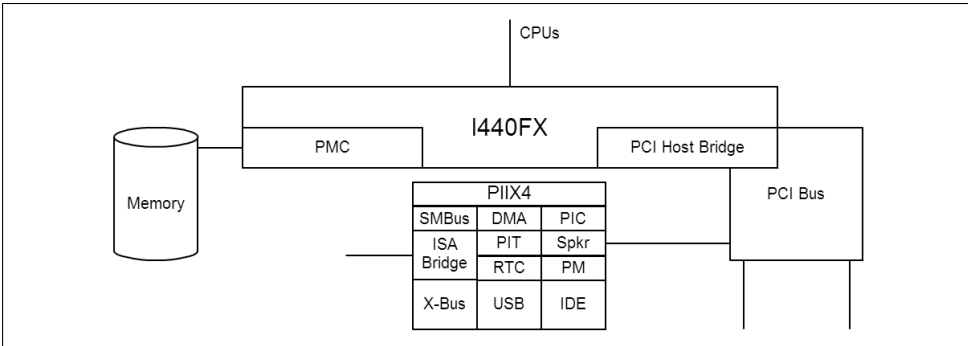 CPUs
I440FX
PMC
PCI Host Bridge
Memory
PCI Bus
PIIX4
SMBus DMA PIC
ISA
Bridge
PIT Spkr
RTC PM
X-Bus USB IDE